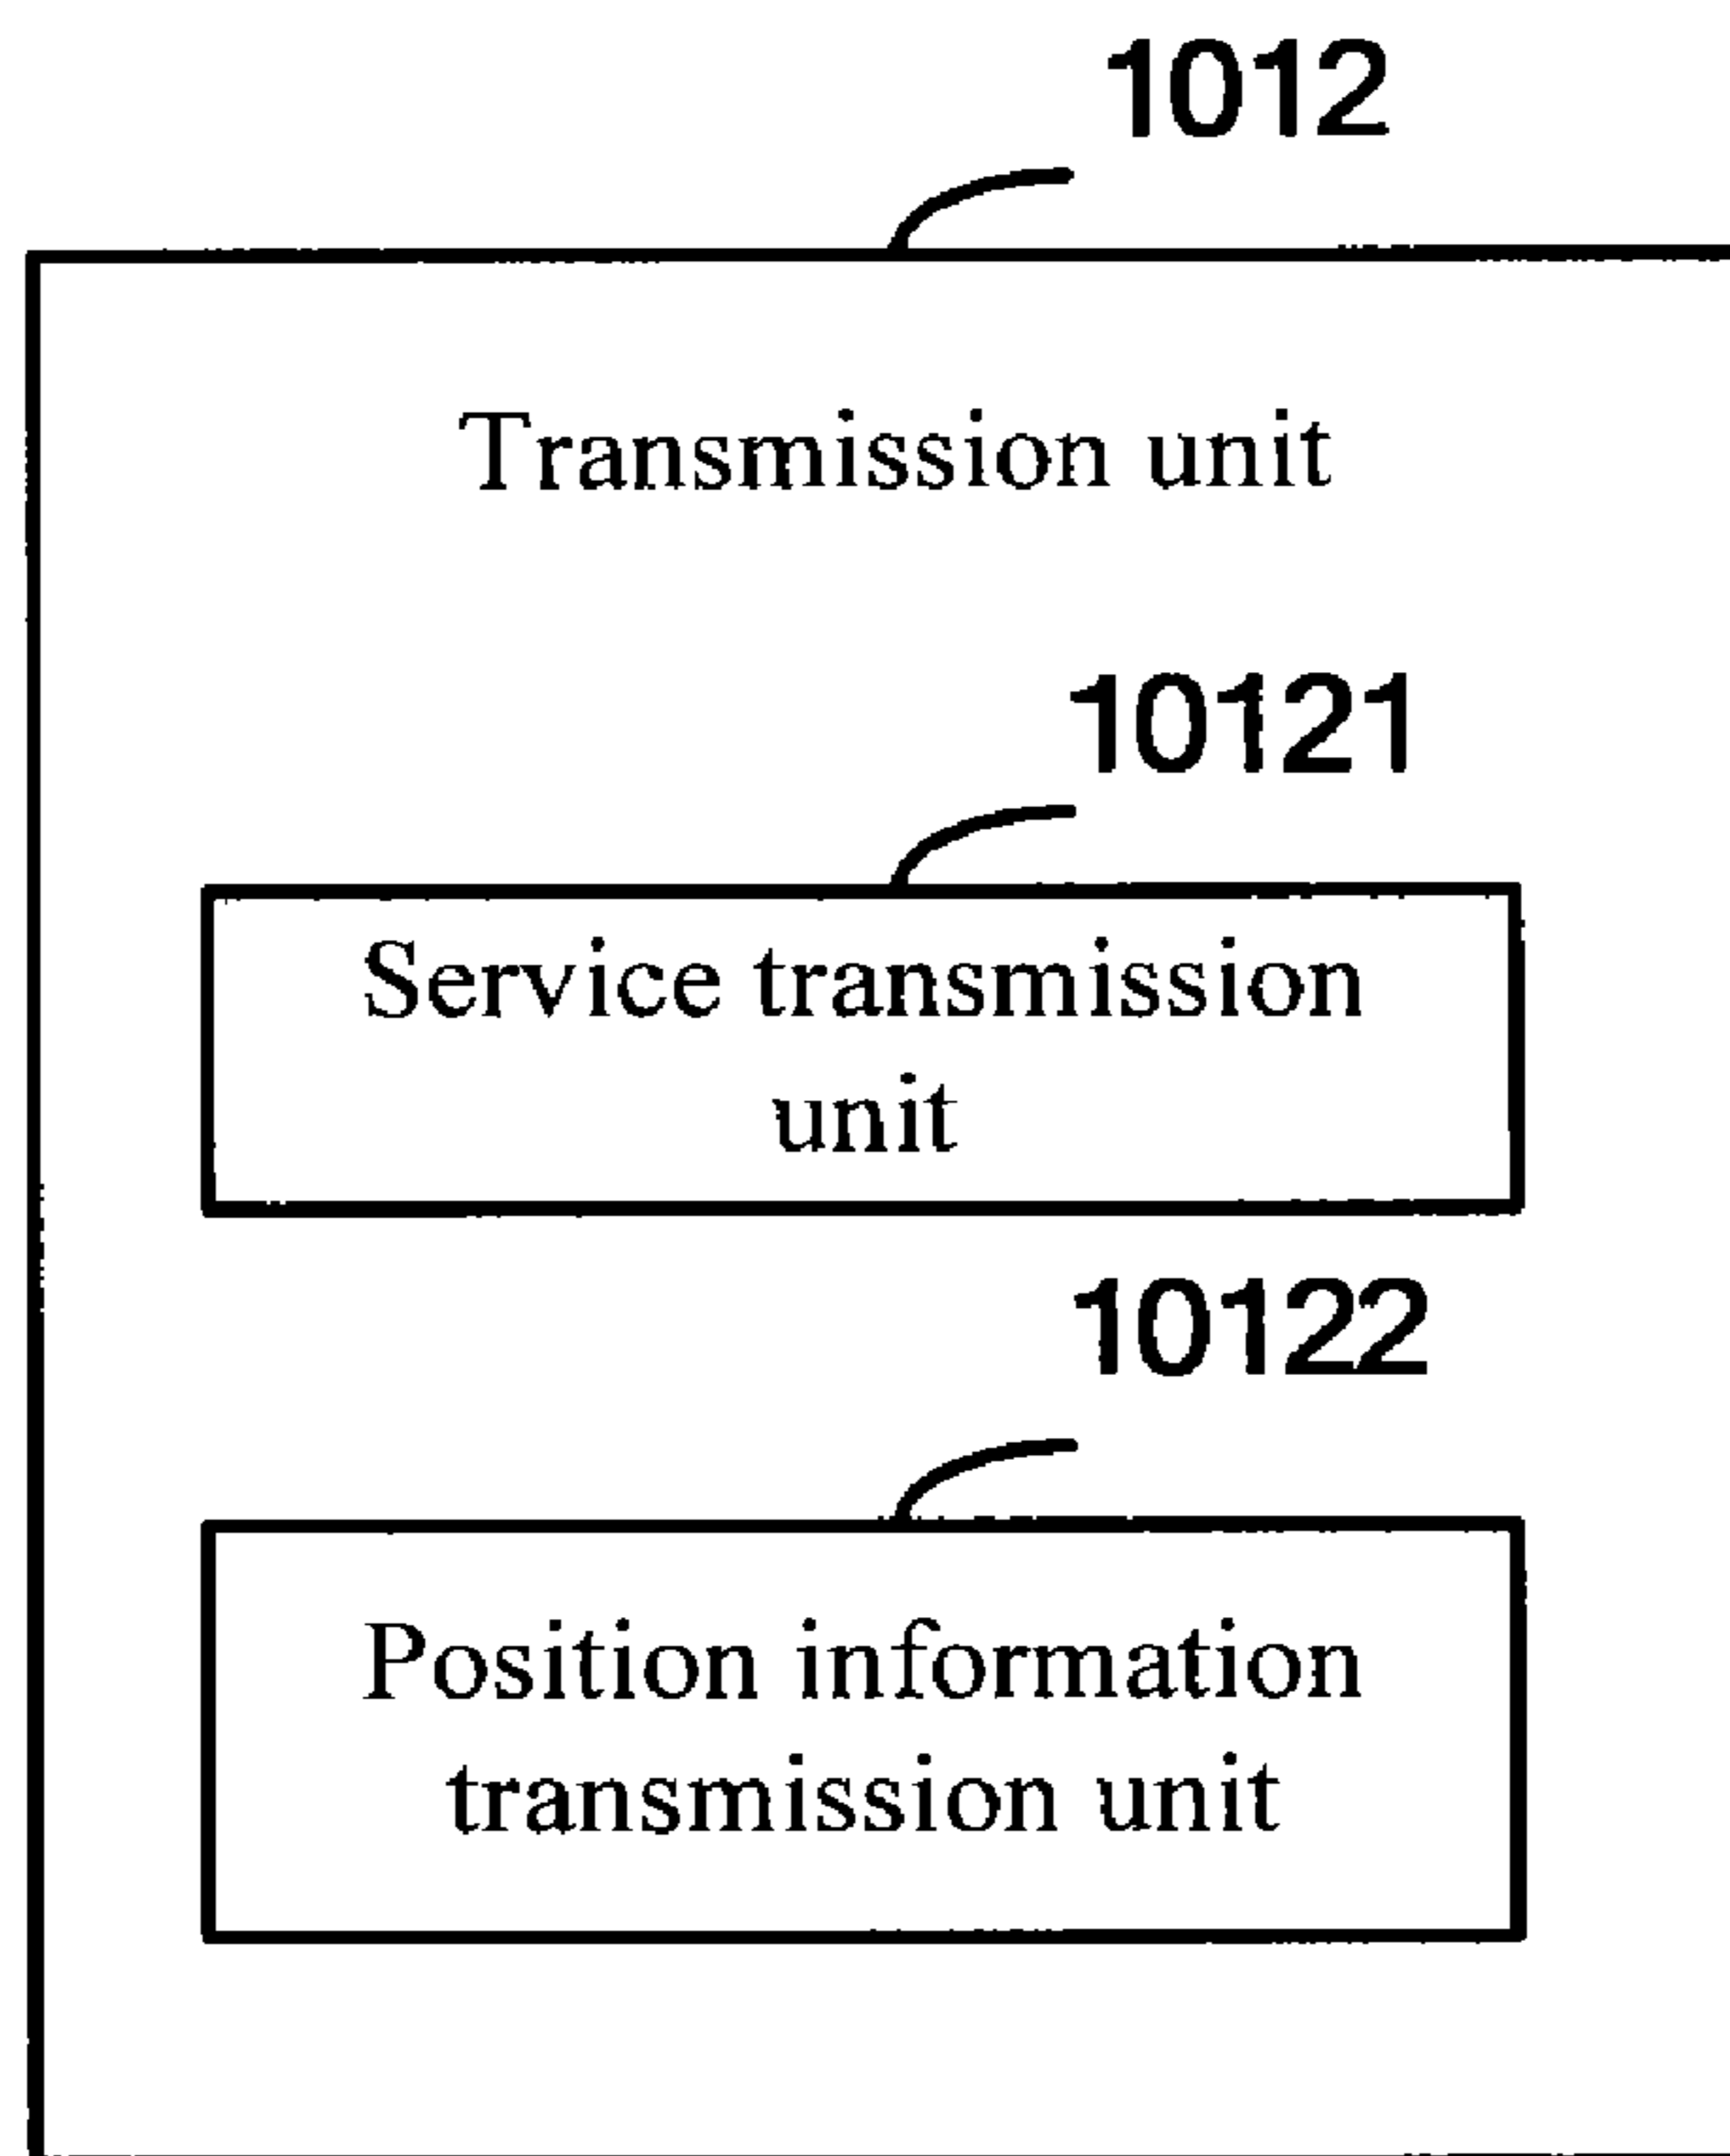 1012
Transmission unit
10121
Service transmission
unit
10122
Position information
transmission unit